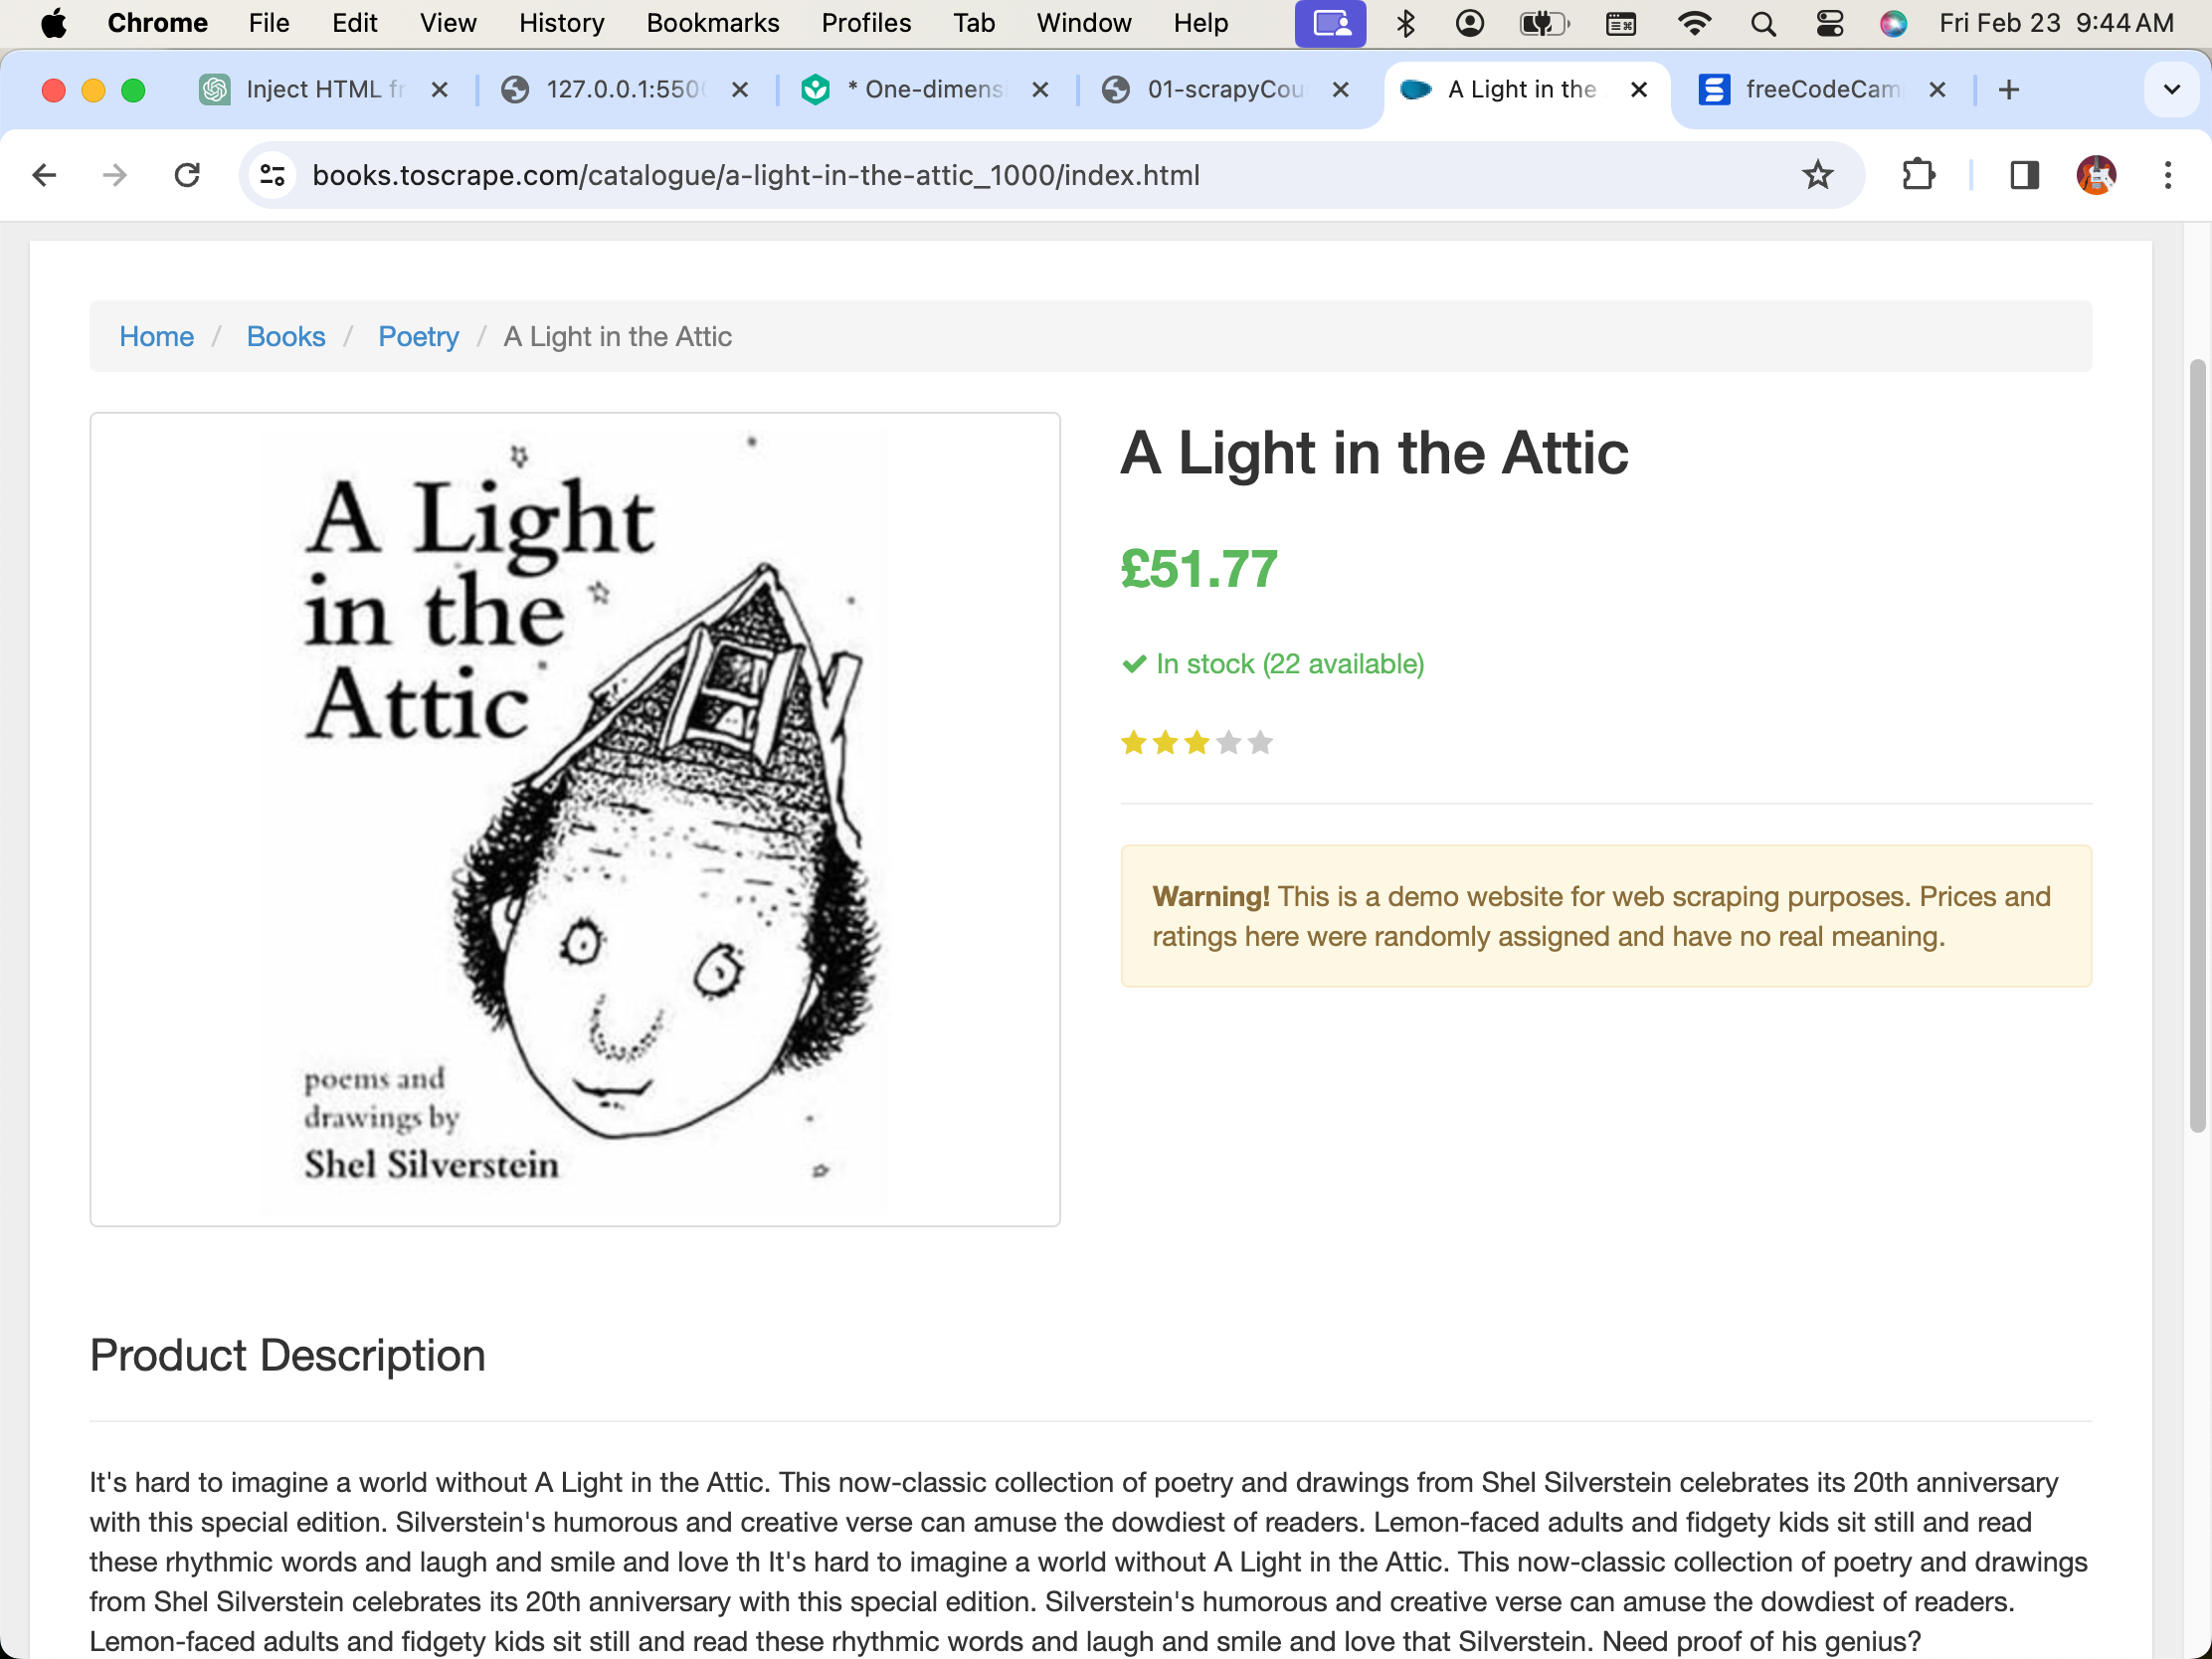 Chrome File Edit View History Bookmarks Profiles Tab Window Help Fri Feb 23 9:44 AM
Inject HTML fr 127.0.0.1:550 * One-dimens 01-scrapyCou A Light in the freeCodeCam
books.toscrape.com/catalogue/a-light-in-the-attic_1000/index.html
Home / Books / Poetry / A Light in the Attic
A Light
in the
Attic
poems and
drawings by
Shel Silverstein
A Light in the Attic
£51.77
In stock (22 available)
Warning! This is a demo website for web scraping purposes. Prices and
ratings here were randomly assigned and have no real meaning.
Product Description
It's hard to imagine a world without A Light in the Attic. This now-classic collection of poetry and drawings from Shel Silverstein celebrates its 20th anniversary
with this special edition. Silverstein's humorous and creative verse can amuse the dowdiest of readers. Lemon-faced adults and fidgety kids sit still and read
these rhythmic words and laugh and smile and love th It's hard to imagine a world without A Light in the Attic. This now-classic collection of poetry and drawings
from Shel Silverstein celebrates its 20th anniversary with this special edition. Silverstein's humorous and creative verse can amuse the dowdiest of readers.
Lemon-faced adults and fidgety kids sit still and read these rhythmic words and laugh and smile and love that Silverstein. Need proof of his genius?